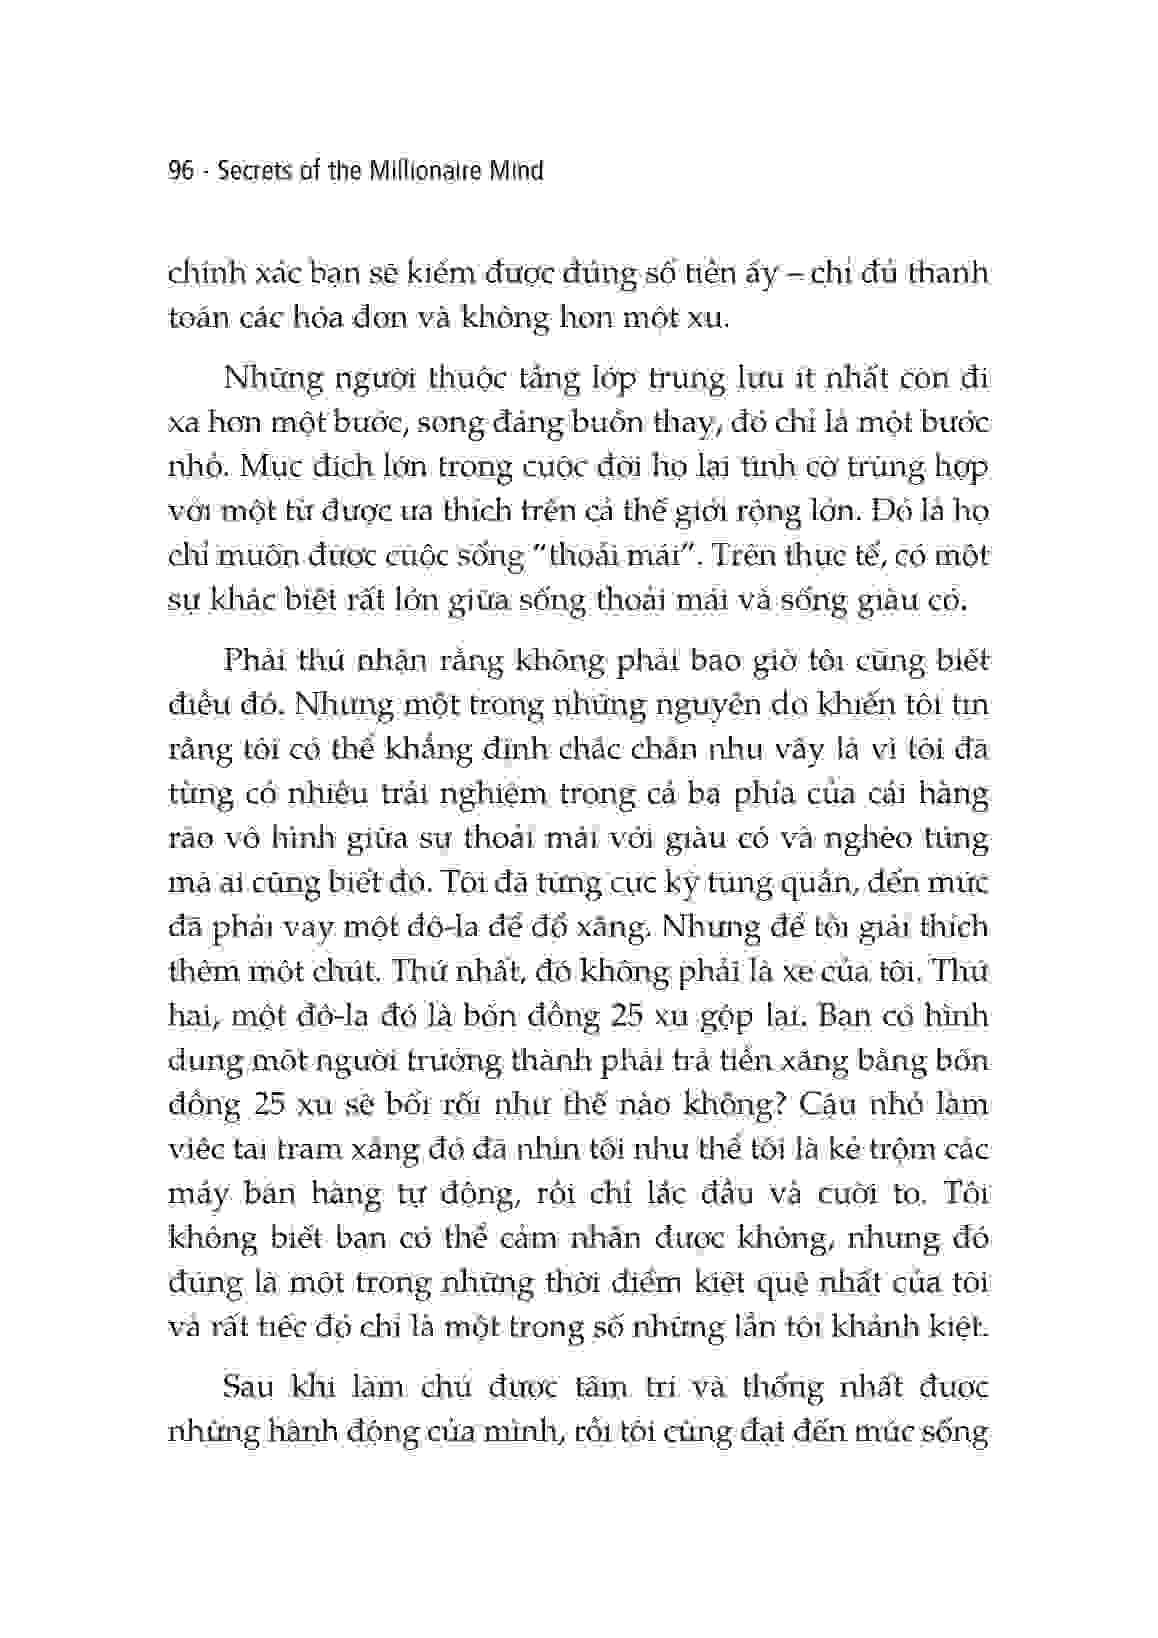 96 - Secrets of the Millionaire Mind
chính xác bạn sẽ kiếm được đúng số tiền ấy – chỉ đủ thanh
toán các hóa đơn và không hơn một xu.
Những người thuộc tầng lớp trung lưu ít nhất còn đi
xa hơn một bước, song đáng buồn thay, đó chỉ là một bước
nhỏ. Mục đích lớn trong cuộc đời họ lại tình cờ trùng hợp
với một từ được ưa thích trên cả thế giới rộng lớn. Đó là họ
chỉ muốn được cuộc sống “thoải mái”. Trên thực tế, có một
sự khác biệt rất lớn giữa sống thoải mái và sống giàu có.
Phải thú nhận rằng không phải bao giờ tôi cũng biết
điều đó. Nhưng một trong những nguyên do khiến tôi tin
rằng tôi có thể khẳng định chắc chắn như vậy là vì tôi đã
từng có nhiều trải nghiệm trong cả ba phía của cái hàng
rào vô hình giữa sự thoải mái với giàu có và nghèo túng
mà ai cũng biết đó. Tôi đã từng cực kỳ túng quẫn, đến mức
đã phải vay một đô-la để đổ xăng. Nhưng để tôi giải thích
thêm một chút. Thứ nhất, đó không phải là xe của tôi. Thứ
hai, một đô-la đó là bốn đồng 25 xu gộp lại. Bạn có hình
dung một người trưởng thành phải trả tiền xăng bằng bốn
đồng 25 xu sẽ bối rối như thế nào không? Cậu nhỏ làm
việc tại trạm xăng đó đã nhìn tôi như thể tôi là kẻ trộm các
máy bán hàng tự động, rồi chỉ lắc đầu và cười to. Tôi
không biết bạn có thể cảm nhận được không, nhưng đó
đúng là một trong những thời điểm kiệt quệ nhất của tôi
và rất tiếc đó chỉ là một trong số những lần tôi khánh kiệt.
Sau khi làm chủ được tâm trí và thống nhất được
những hành động của mình, rồi tôi cũng đạt đến mức sống